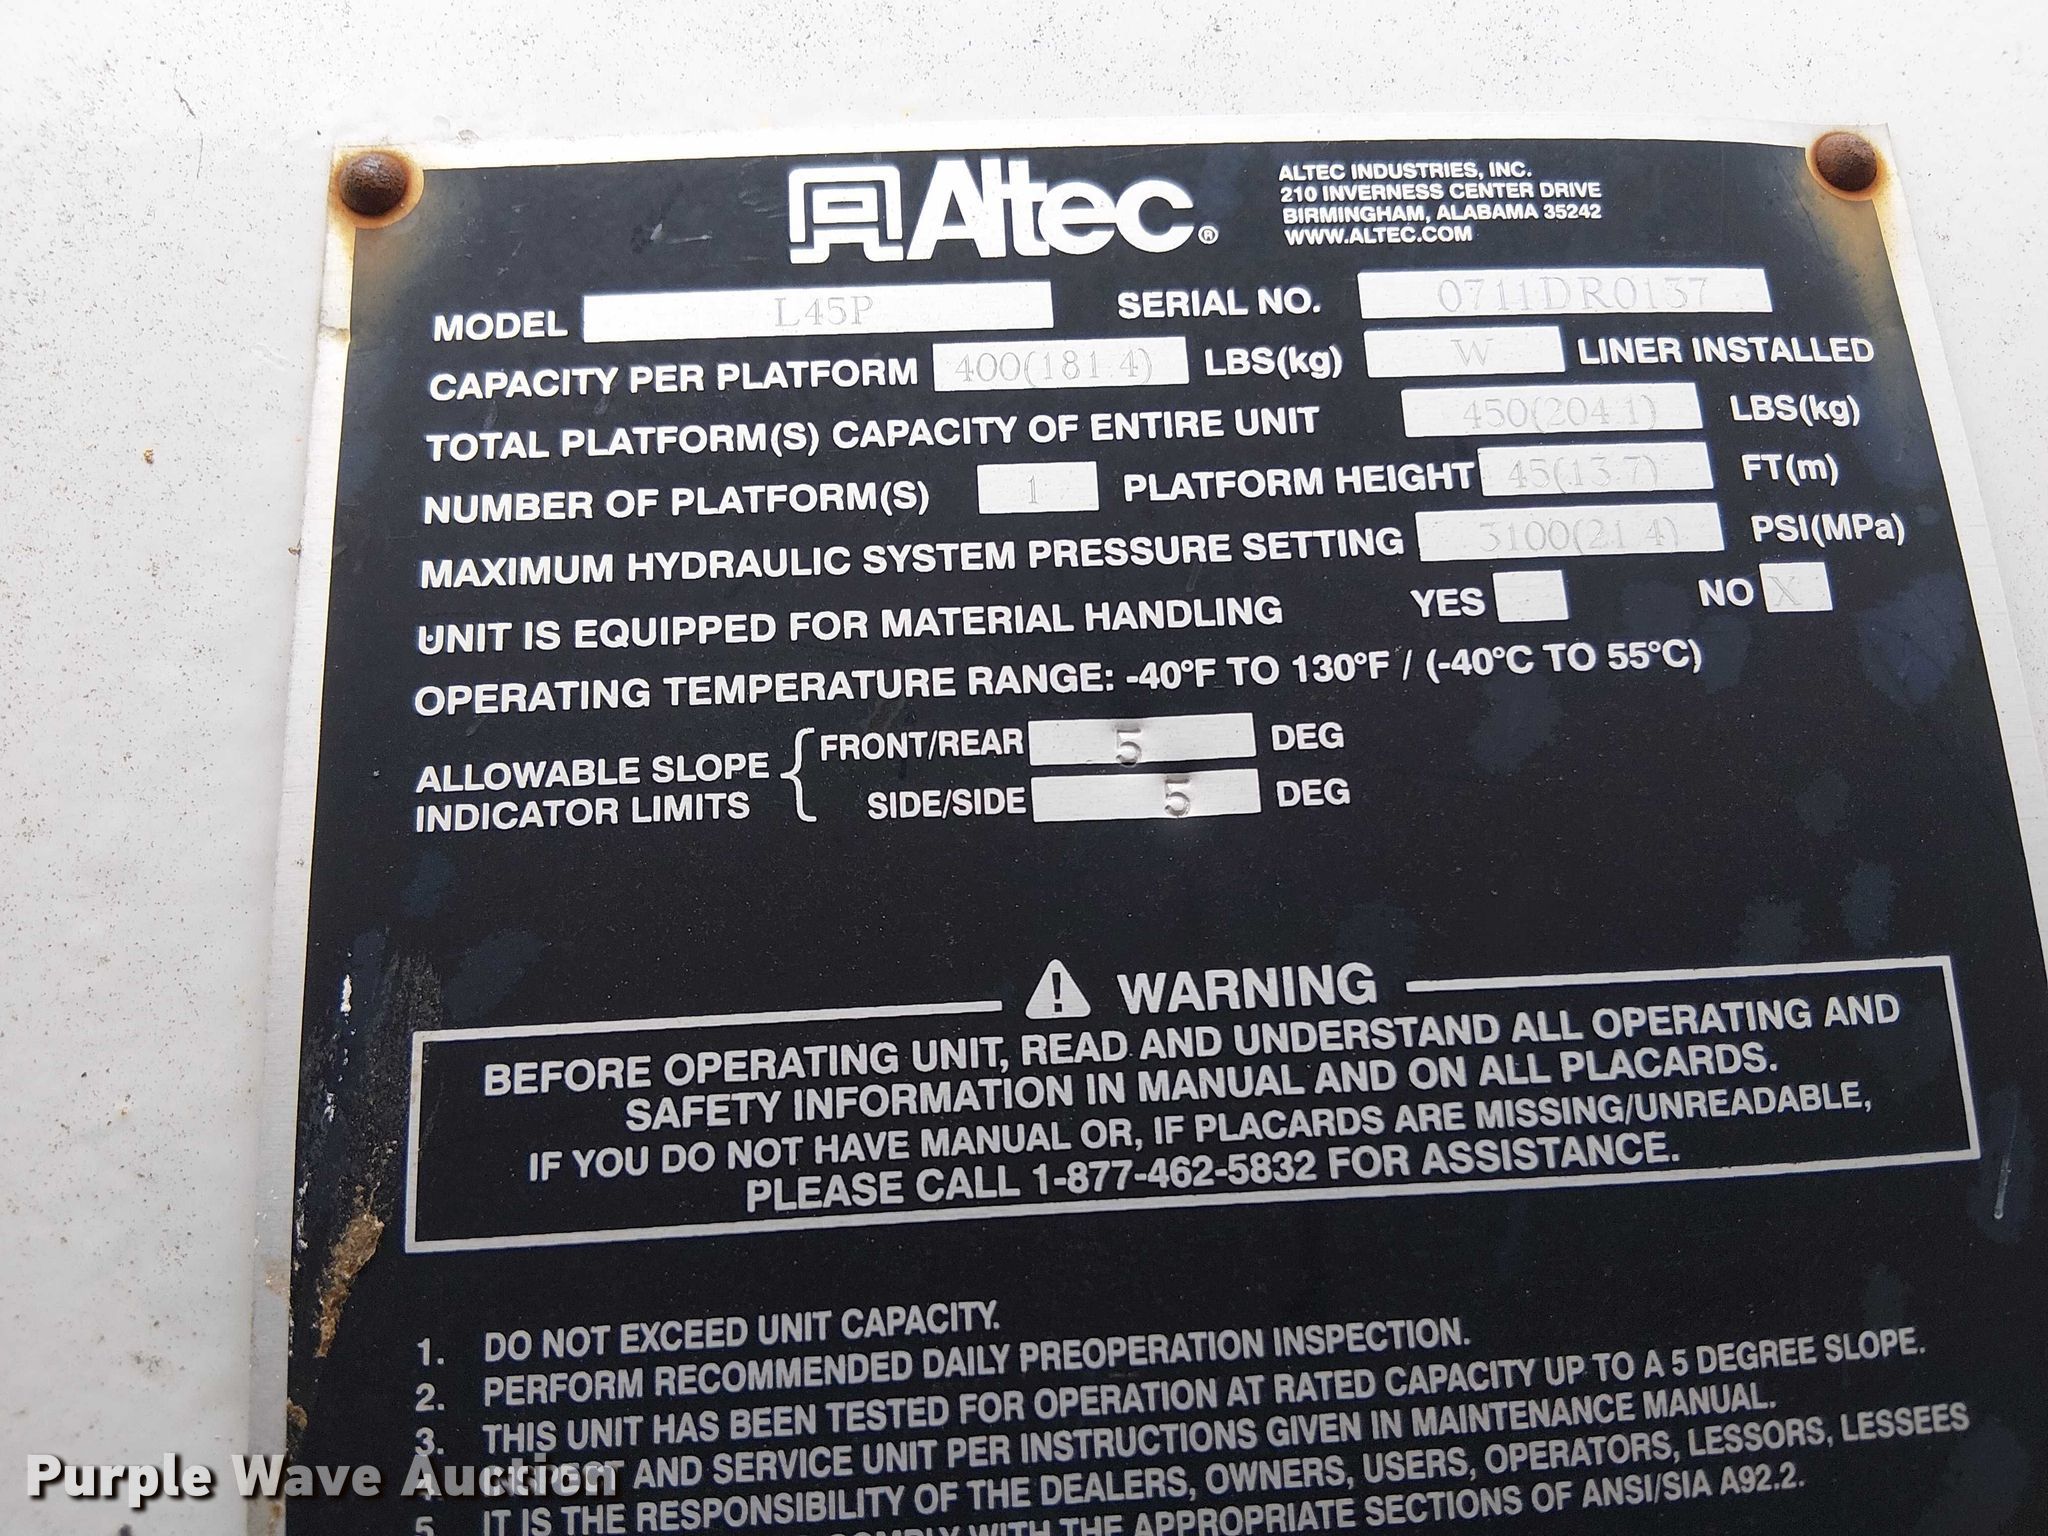 Altec®
ALTEC INDUSTRIES, INC.
210 INVERNESS CENTER DRIVE
BIRMINGHAM, ALABAMA 35242
WWW.ALTEC.COM
MODEL L45P SERIAL NO. 0711DR0137
CAPACITY PER PLATFORM 400(181.4) LBS(kg) W LINER INSTALLED
TOTAL PLATFORM(S) CAPACITY OF ENTIRE UNIT 450(204.1) LBS(kg)
NUMBER OF PLATFORM(S) 1 PLATFORM HEIGHT 45(13.7) FT(m)
MAXIMUM HYDRAULIC SYSTEM PRESSURE SETTING 3100(21.4) PSI(MPa)
UNIT IS EQUIPPED FOR MATERIAL HANDLING YES NO X
OPERATING TEMPERATURE RANGE: -40°F TO 130°F / (-40°C TO 55°C)
ALLOWABLE SLOPE INDICATOR LIMITS { FRONT/REAR 5 DEG
SIDE/SIDE 5 DEG
WARNING
BEFORE OPERATING UNIT, READ AND UNDERSTAND ALL OPERATING AND
SAFETY INFORMATION IN MANUAL AND ON ALL PLACARDS.
IF YOU DO NOT HAVE MANUAL OR, IF PLACARDS ARE MISSING/UNREADABLE,
PLEASE CALL 1-877-462-5832 FOR ASSISTANCE.
1. DO NOT EXCEED UNIT CAPACITY.
2. PERFORM RECOMMENDED DAILY PREOPERATION INSPECTION.
3. THIS UNIT HAS BEEN TESTED FOR OPERATION AT RATED CAPACITY UP TO A 5 DEGREE SLOPE.
4. INSPECT AND SERVICE UNIT PER INSTRUCTIONS GIVEN IN MAINTENANCE MANUAL.
5. IT IS THE RESPONSIBILITY OF THE DEALERS, OWNERS, USERS, OPERATORS, LESSORS, LESSEES
COMPLY WITH THE APPROPRIATE SECTIONS OF ANSI/SIA A92.2.
Purple Wave Auction